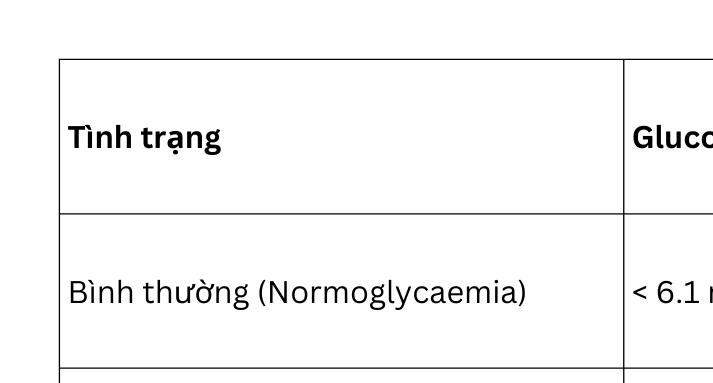 Tình trạng
Bình thường (Normoglycaemia) < 6.1